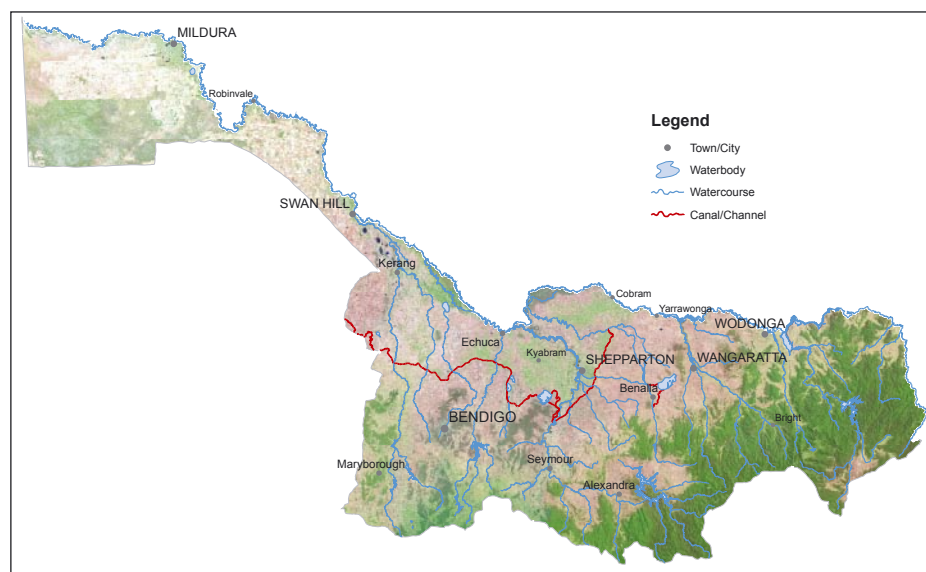 MILDURA
Robinvale
Legend
Town/City
Waterbody
Watercourse
Canal/Channel
SWAN HILL
Kerang
Cobram
Yarrawonga
WODONGA
Echuca
Kyabram
SHEPPARTON
WANGARATTA
Benalla
BENDIGO
Bright
Maryborough
Seymour
Alexandra